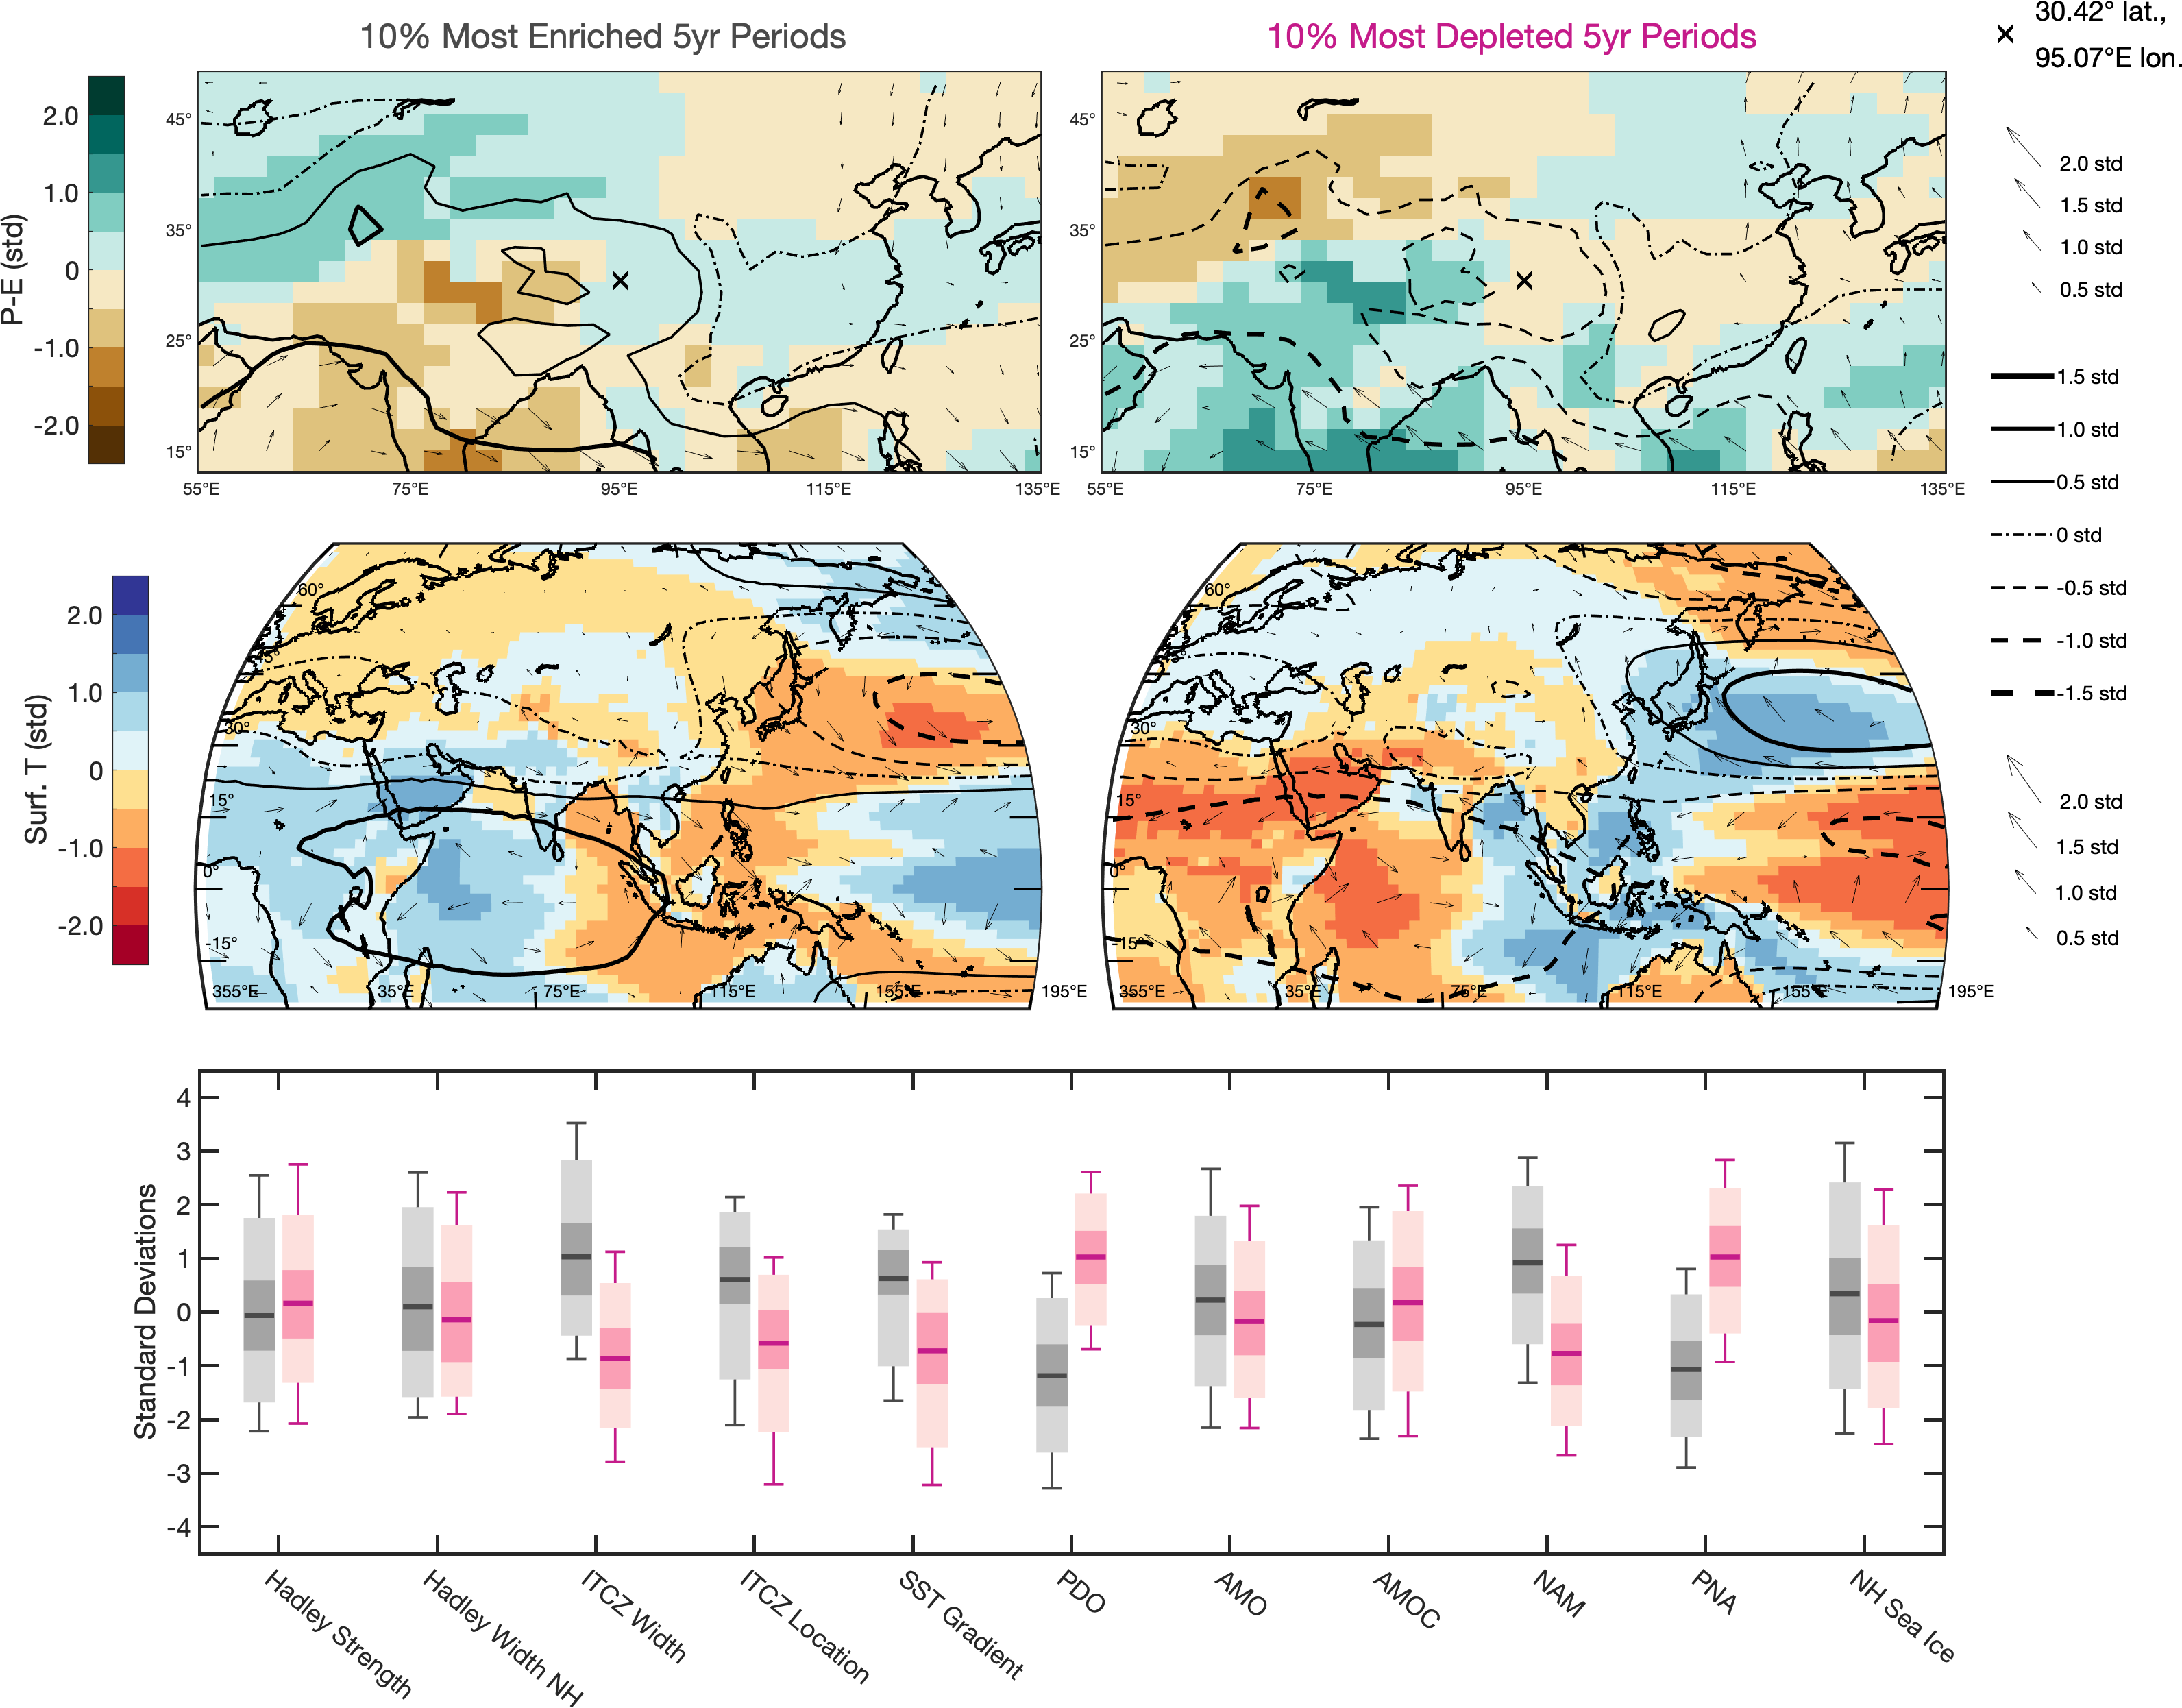 10% Most Enriched 5yr Periods
10% Most Depleted 5yr Periods
30.42° lat.,
95.07°E lon.
P-E (std)
2.0
1.0
0
-1.0
-2.0
45°
35°
25°
15°
55°E
75°E
95°E
115°E
135°E
45°
35°
25°
15°
55°E
75°E
95°E
115°E
135°E
2.0 std
1.5 std
1.0 std
0.5 std
1.5 std
1.0 std
0.5 std
0 std
-0.5 std
-1.0 std
-1.5 std
Surf. T (std)
2.0
1.0
0
-1.0
-2.0
60°
45°
30°
15°
0°
-15°
355°E
35°E
75°E
115°E
155°E
195°E
60°
45°
30°
15°
0°
-15°
355°E
35°E
75°E
115°E
155°E
195°E
2.0 std
1.5 std
1.0 std
0.5 std
Standard Deviations
4
3
2
1
0
-1
-2
-3
-4
Hadley Strength
Hadley Width NH
ITCZ Width
ITCZ Location
SST Gradient
PDO
AMO
AMOC
NAM
PNA
NH Sea Ice